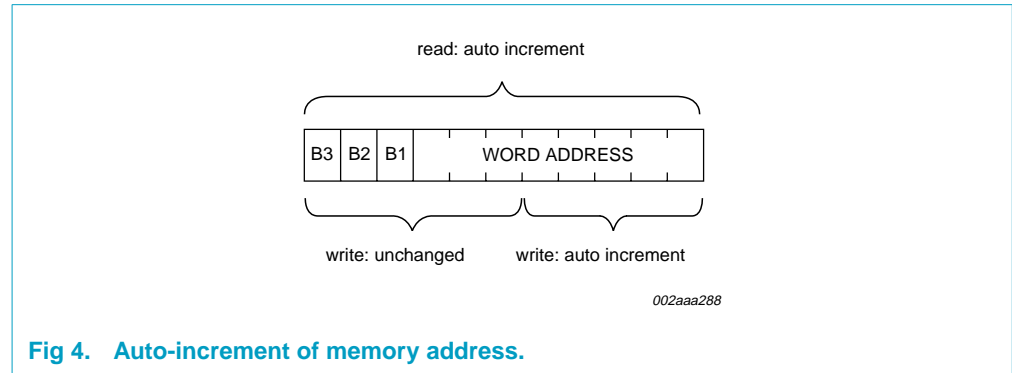 read: auto increment
B3 B2 B1 WORD ADDRESS
write: unchanged write: auto increment
002aaa288
Fig 4. Auto-increment of memory address.